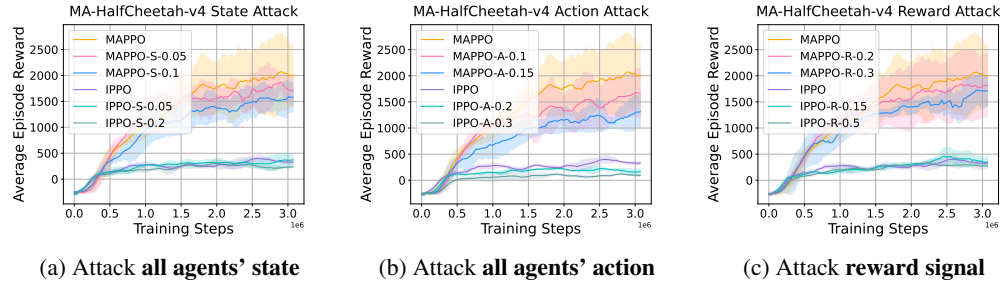 MA-HalfCheetah-v4 State Attack
Average Episode Reward
2500
2000
1500
1000
500
0
MAPPO
MAPPO-S-0.05
MAPPO-S-0.1
IPPO
IPPO-S-0.05
IPPO-S-0.2
0.0 0.5 1.0 1.5 2.0 2.5 3.0
1e6
Training Steps
(a) Attack all agents' state
MA-HalfCheetah-v4 Action Attack
Average Episode Reward
2500
2000
1500
1000
500
0
MAPPO
MAPPO-A-0.1
MAPPO-A-0.15
IPPO
IPPO-A-0.2
IPPO-A-0.3
0.0 0.5 1.0 1.5 2.0 2.5 3.0
1e6
Training Steps
(b) Attack all agents' action
MA-HalfCheetah-v4 Reward Attack
Average Episode Reward
2500
2000
1500
1000
500
0
MAPPO
MAPPO-R-0.2
MAPPO-R-0.3
IPPO
IPPO-R-0.15
IPPO-R-0.5
0.0 0.5 1.0 1.5 2.0 2.5 3.0
1e6
Training Steps
(c) Attack reward signal